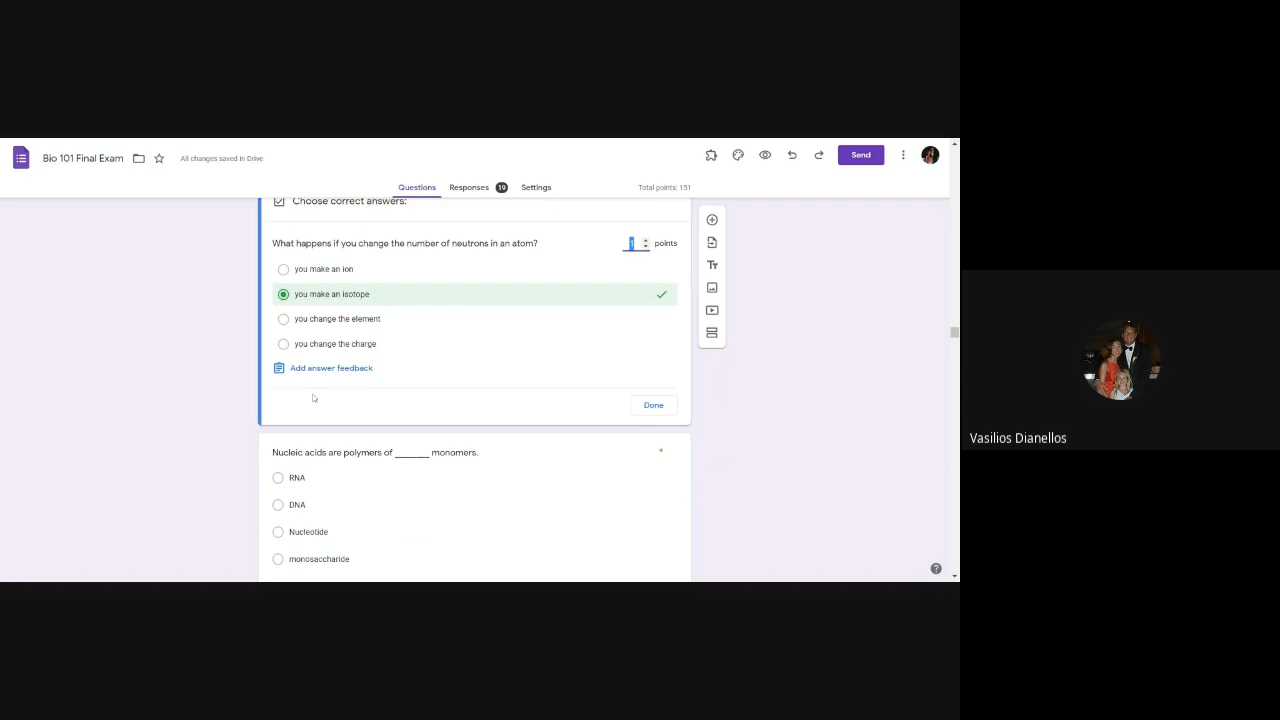 Bio 101 Final Exam
All changes saved in Drive
Send
Questions
Responses 19
Settings
Total points: 151
Choose correct answers:
What happens if you change the number of neutrons in an atom?
1 points
you make an ion
you make an isotope
you change the element
you change the charge
Add answer feedback
Done
Nucleic acids are polymers of _______ monomers. *
RNA
DNA
Nucleotide
monosaccharide
Vasilios Dianellos